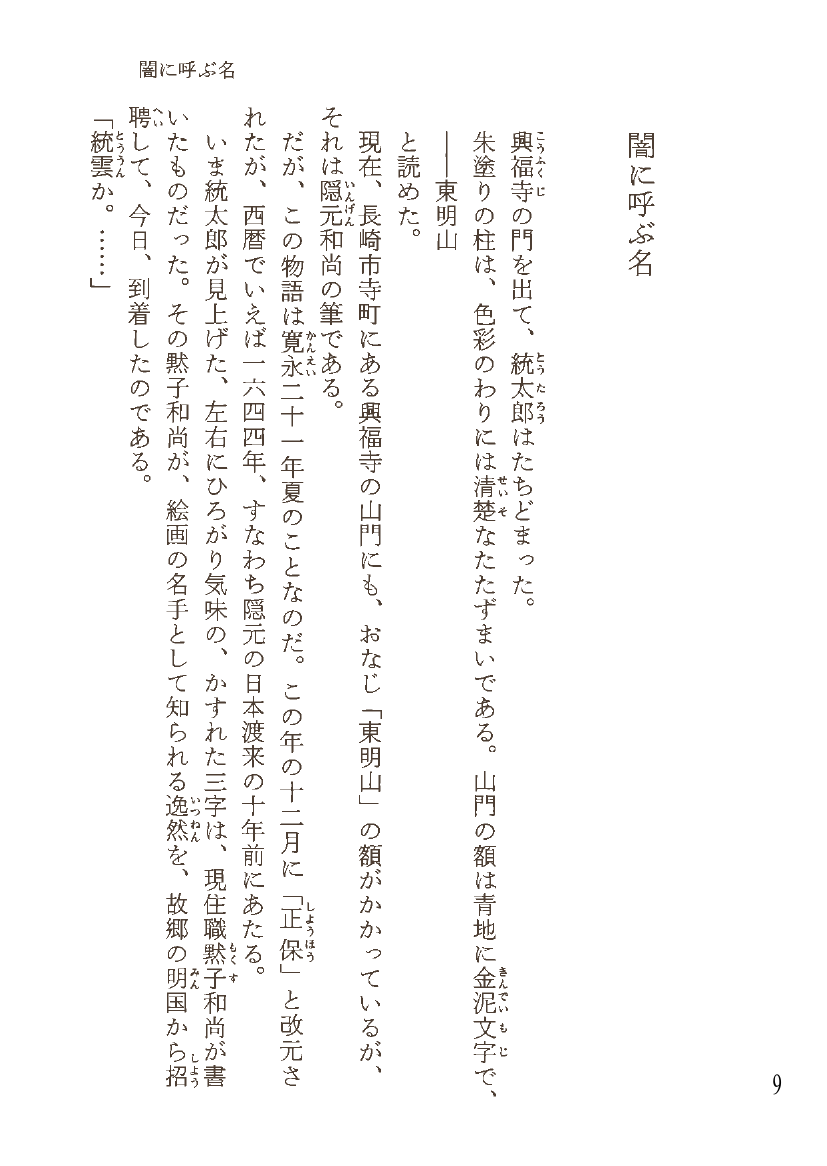 闇に呼ぶ名
闇に呼ぶ名
興福寺の門を出て、統太郎はたちどまった。
朱塗りの柱は、色彩のわりには清楚なたたずまいである。山門の額は青地に金泥文字で、
――東明山
と読めた。
現在、長崎市寺町にある興福寺の山門にも、おなじ「東明山」の額がかかっているが、
それは隠元和尚の筆である。
だが、この物語は寛永二十一年夏のことなのだ。この年の十二月に「正保」と改元さ
れたが、西暦でいえば一六四四年、すなわち隠元の日本渡来の十年前にあたる。
いま統太郎が見上げた、左右にひろがり気味の、かすれた三字は、現住職黙子和尚が書
いたものだった。その黙子和尚が、絵画の名手として知られる逸然を、故郷の明国から招
聘して、今日、到着したのである。
「統雲か。……」
9